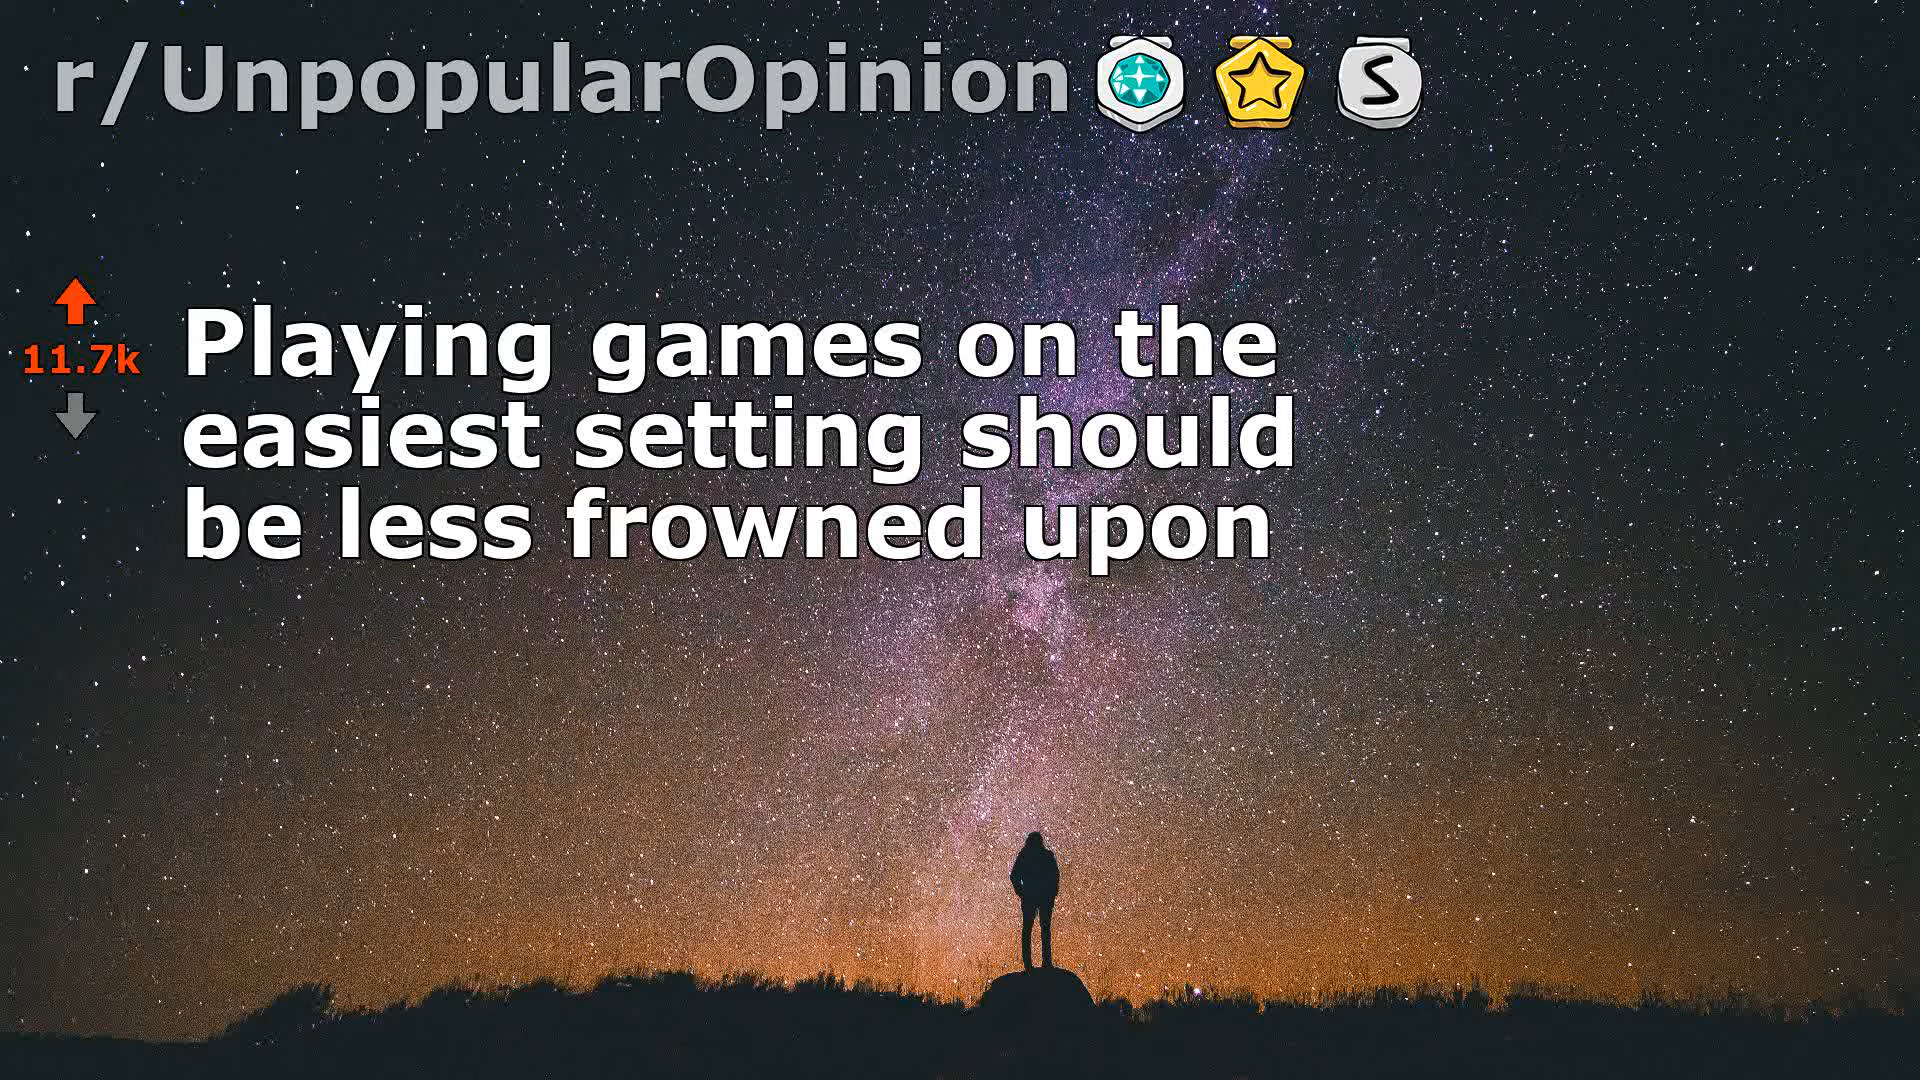 r/UnpopularOpinion
S
11.7k
Playing games on the
easiest setting should
be less frowned upon